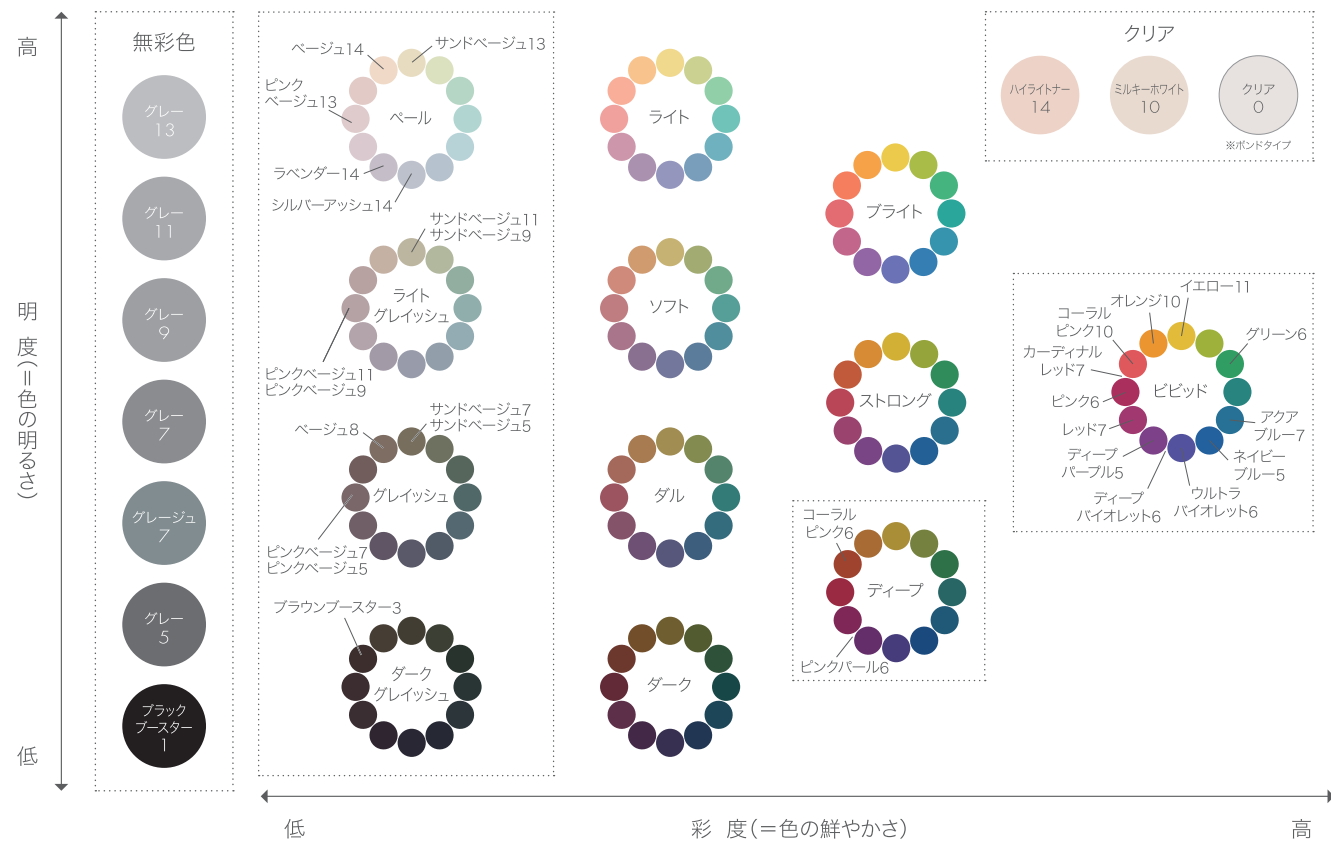 高
明
度(＝色の明るさ)
低
無彩色
グレー
13
グレー
11
グレー
9
グレー
7
グレージュ
7
グレー
5
ブラック
ブースター
1
ベージュ14
サンドベージュ13
ピンク
ベージュ13
ペール
ラベンダー14
シルバーアッシュ14
サンドベージュ11
サンドベージュ9
ライト
グレイッシュ
ピンクベージュ11
ピンクベージュ9
サンドベージュ7
サンドベージュ5
ベージュ8
グレイッシュ
ピンクベージュ7
ピンクベージュ5
ブラウンブースター3
ダーク
グレイッシュ
ライト
ソフト
ダル
ダーク
ブライト
ストロング
コーラル
ピンク6
ディープ
ピンクパール6
クリア
ハイライトナー
14
ミルキーホワイト
10
クリア
0
※ボンドタイプ
イエロー11
オレンジ10
コーラル
ピンク10
グリーン6
カーディナル
レッド7
ビビッド
ピンク6
レッド7
アクア
ブルー7
ディープ
パープル5
ネイビー
ブルー5
ディープ
バイオレット6
ウルトラ
バイオレット6
低
彩 度(＝色の鮮やかさ)
高